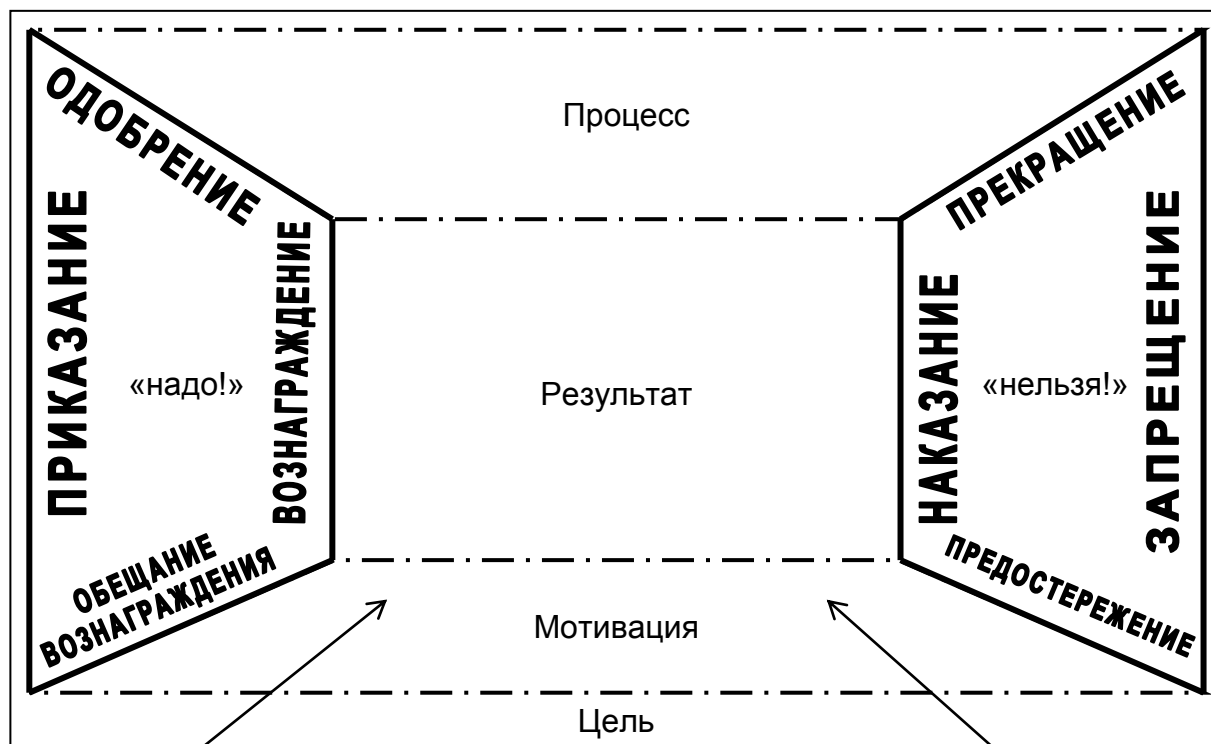 Процесс
ОДОБРЕНИЕ
ПРИКАЗАНИЕ
«надо!»
ВОЗНАГРАЖДЕНИЕ
ОБЕЩАНИЕ
ВОЗНАГРАЖДЕНИЯ
Результат
ПРЕКРАЩЕНИЕ
НАКАЗАНИЕ
«нельзя!»
ЗАПРЕЩЕНИЕ
ПРЕДОСТЕРЕЖЕНИЕ
Мотивация
Цель